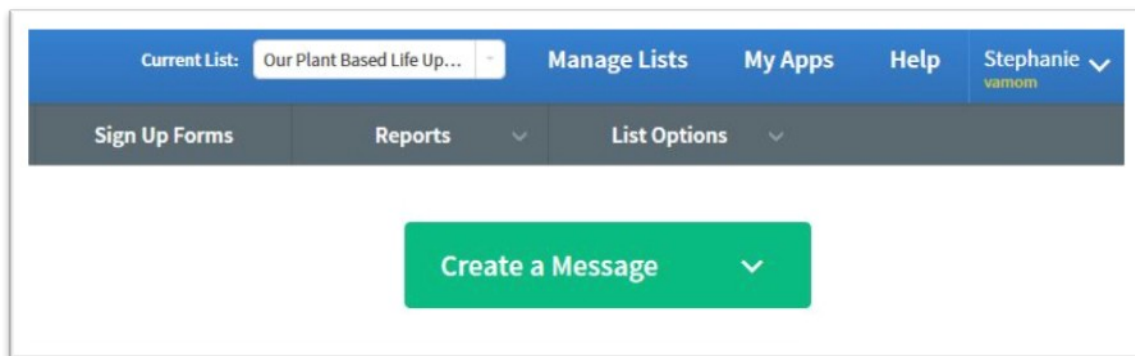 Current List: Our Plant Based Life Up... Manage Lists My Apps Help Stephanie
vamom
Sign Up Forms Reports List Options
Create a Message